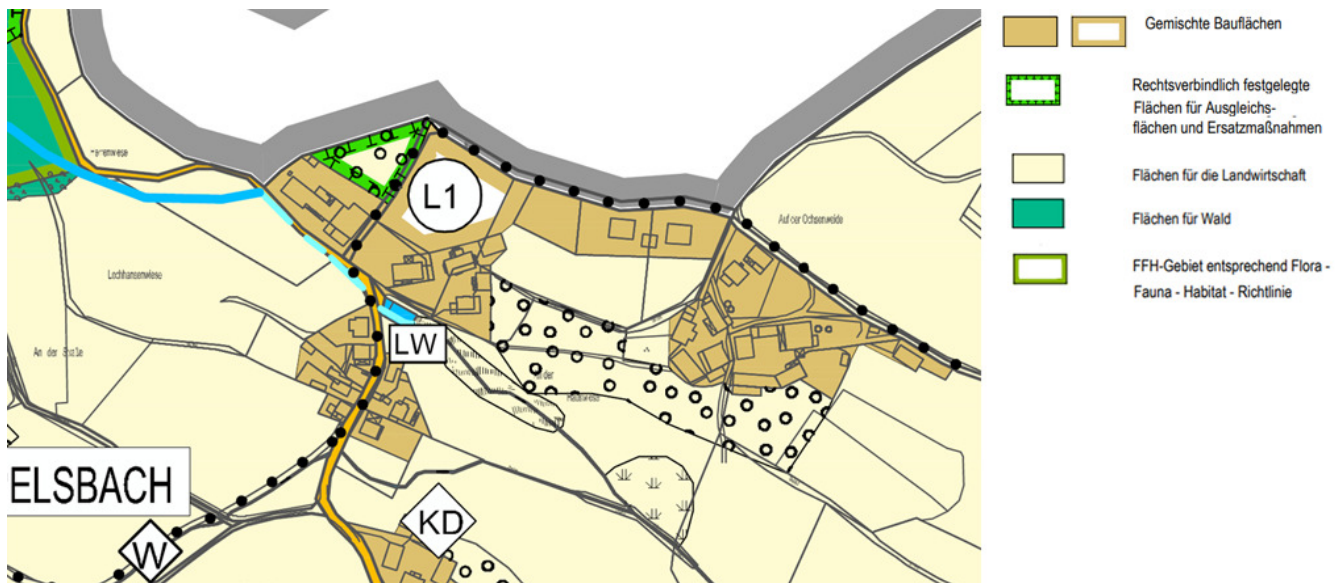 L1
Auf der Ochsenweide
Lochhansenwiese
LW
An der
ELSBACH
KD
W
Gemischte Bauflächen
Rechtsverbindlich festgelegte
Flächen für Ausgleichs-
flächen und Ersatzmaßnahmen
Flächen für die Landwirtschaft
Flächen für Wald
FFH-Gebiet entsprechend Flora -
Fauna - Habitat - Richtlinie